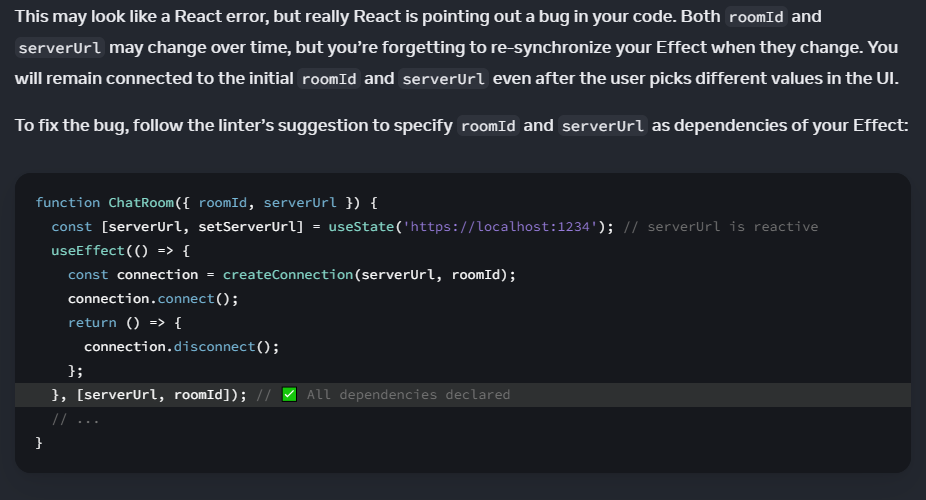 This may look like a React error, but really React is pointing out a bug in your code. Both roomId and
serverUrl may change over time, but you’re forgetting to re-synchronize your Effect when they change. You
will remain connected to the initial roomId and serverUrl even after the user picks different values in the UI.
To fix the bug, follow the linter’s suggestion to specify roomId and serverUrl as dependencies of your Effect:
function ChatRoom({ roomId, serverUrl }) {
  const [serverUrl, setServerUrl] = useState('https://localhost:1234'); // serverUrl is reactive
  useEffect(() => {
    const connection = createConnection(serverUrl, roomId);
    connection.connect();
    return () => {
      connection.disconnect();
    };
  }, [serverUrl, roomId]); // ✅ All dependencies declared
  // ...
}